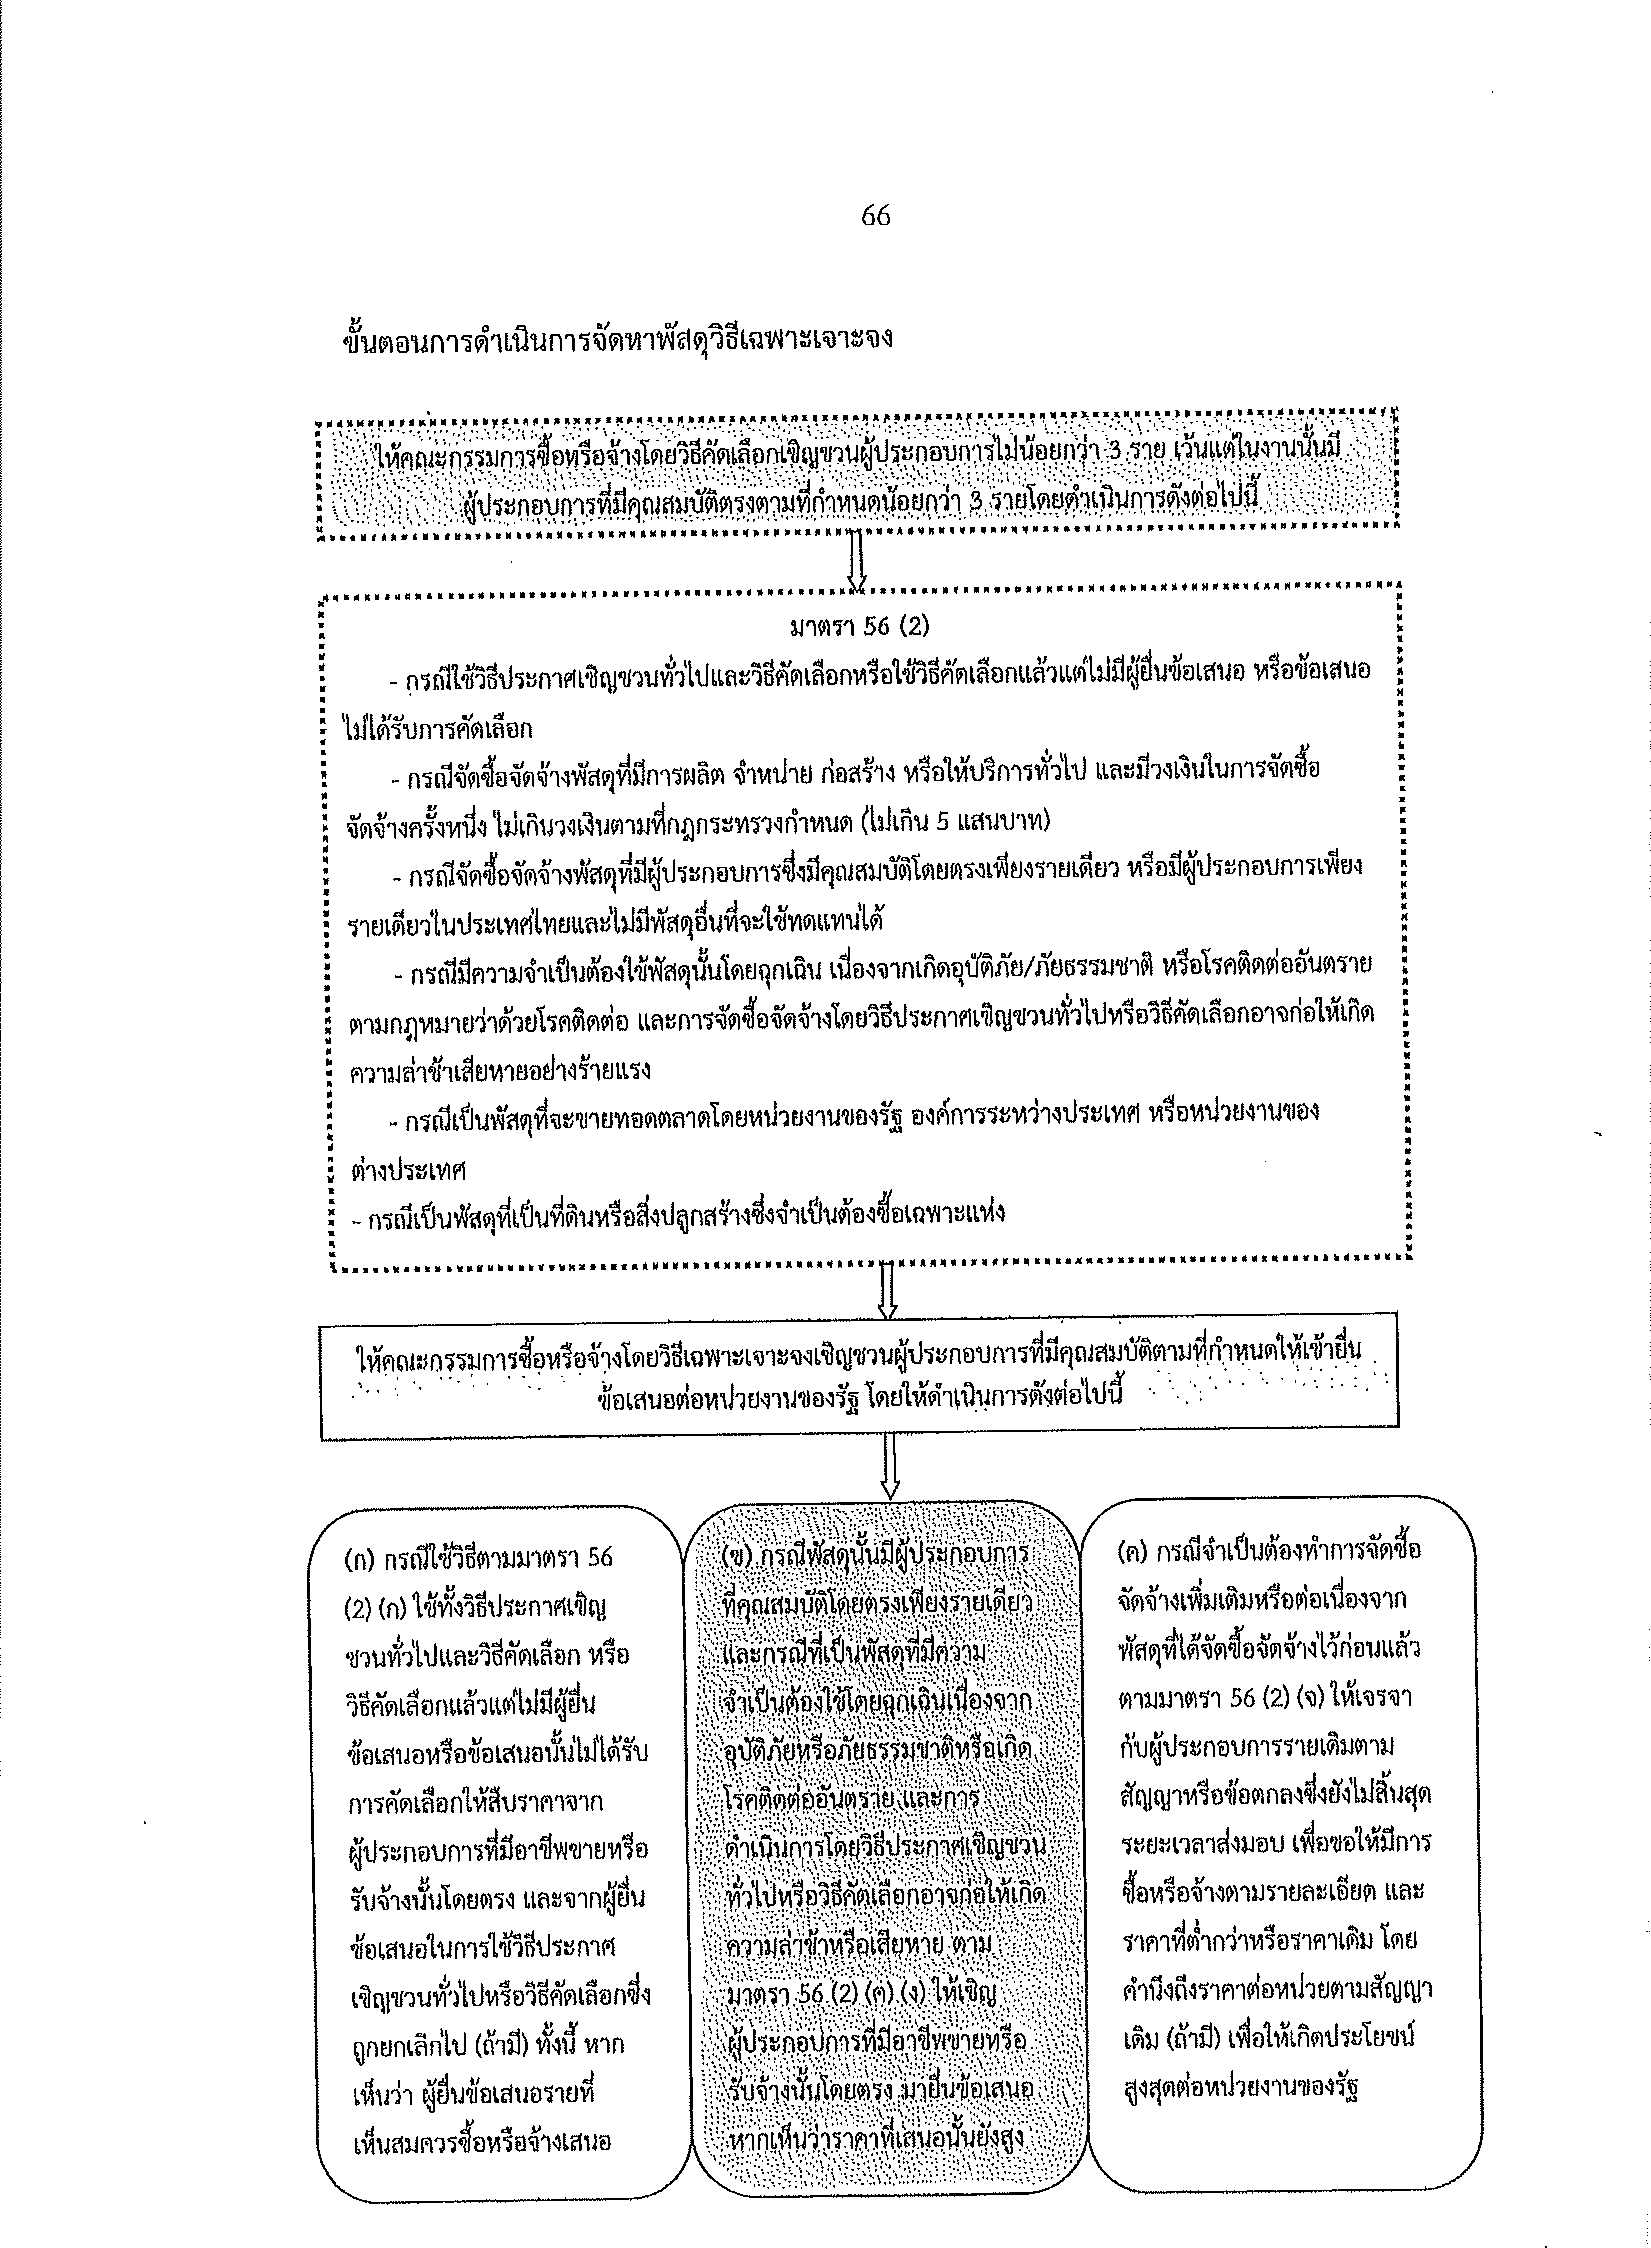 66
ขั้นตอนการดำเนินการจัดหาพัสดุวิธีเฉพาะเจาะจง
ให้คณะกรรมการซื้อหรือจ้างโดยวิธีคัดเลือกเชิญชวนผู้ประกอบการไม่น้อยกว่า 3 ราย เว้นแต่ในงานนั้นมี
ผู้ประกอบการที่มีคุณสมบัติตรงตามที่กำหนดน้อยกว่า 3 รายโดยดำเนินการดังต่อไปนี้
มาตรา 56 (2)
- กรณีใช้วิธีประกาศเชิญชวนทั่วไปและวิธีคัดเลือกหรือใช้วิธีคัดเลือกแล้วแต่ไม่มีผู้ยื่นข้อเสนอ หรือข้อเสนอ
ไม่ได้รับการคัดเลือก
- กรณีจัดซื้อจัดจ้างพัสดุที่มีการผลิต จำหน่าย ก่อสร้าง หรือให้บริการทั่วไป และมีวงเงินในการจัดซื้อ
จัดจ้างครั้งหนึ่ง ไม่เกินวงเงินตามที่กฎกระทรวงกำหนด (ไม่เกิน 5 แสนบาท)
- กรณีจัดซื้อจัดจ้างพัสดุที่มีผู้ประกอบการซึ่งมีคุณสมบัติโดยตรงเพียงรายเดียว หรือมีผู้ประกอบการเพียง
รายเดียวในประเทศไทยและไม่มีพัสดุอื่นที่จะใช้ทดแทนได้
- กรณีมีความจำเป็นต้องใช้พัสดุนั้นโดยฉุกเฉิน เนื่องจากเกิดอุบัติภัย/ภัยธรรมชาติ หรือโรคติดต่ออันตราย
ตามกฎหมายว่าด้วยโรคติดต่อ และการจัดซื้อจัดจ้างโดยวิธีประกาศเชิญชวนทั่วไปหรือวิธีคัดเลือกอาจก่อให้เกิด
ความล่าช้าเสียหายอย่างร้ายแรง
- กรณีเป็นพัสดุที่จะขายทอดตลาดโดยหน่วยงานของรัฐ องค์การระหว่างประเทศ หรือหน่วยงานของ
ต่างประเทศ
- กรณีเป็นพัสดุที่เป็นที่ดินหรือสิ่งปลูกสร้างซึ่งจำเป็นต้องซื้อเฉพาะแห่ง
ให้คณะกรรมการซื้อหรือจ้างโดยวิธีเฉพาะเจาะจงเชิญชวนผู้ประกอบการที่มีคุณสมบัติตามที่กำหนดให้เข้ายื่น
ข้อเสนอต่อหน่วยงานของรัฐ โดยให้ดำเนินการดังต่อไปนี้
(ก) กรณีใช้วิธีตามมาตรา 56
(2) (ก) ใช้ทั้งวิธีประกาศเชิญ
ชวนทั่วไปและวิธีคัดเลือก หรือ
วิธีคัดเลือกแล้วแต่ไม่มีผู้ยื่น
ข้อเสนอหรือข้อเสนอนั้นไม่ได้รับ
การคัดเลือกให้สืบราคาจาก
ผู้ประกอบการที่มีอาชีพขายหรือ
รับจ้างนั้นโดยตรง และจากผู้ยื่น
ข้อเสนอในการใช้วิธีประกาศ
เชิญชวนทั่วไปหรือวิธีคัดเลือกซึ่ง
ถูกยกเลิกไป (ถ้ามี) ทั้งนี้ หาก
เห็นว่า ผู้ยื่นข้อเสนอรายที่
เห็นสมควรซื้อหรือจ้างเสนอ
(ข) กรณีพัสดุนั้นมีผู้ประกอบการ
ที่คุณสมบัติโดยตรงเพียงรายเดียว
และกรณีที่เป็นพัสดุที่มีความ
จำเป็นต้องใช้โดยฉุกเฉินเนื่องจาก
อุบัติภัยหรือภัยธรรมชาติหรือเกิด
โรคติดต่ออันตราย และการ
ดำเนินการโดยวิธีประกาศเชิญชวน
ทั่วไปหรือวิธีคัดเลือกอาจก่อให้เกิด
ความล่าช้าหรือเสียหาย ตาม
มาตรา 56 (2) (ค) (ง) ให้เชิญ
ผู้ประกอบการที่มีอาชีพขายหรือ
รับจ้างนั้นโดยตรง มายื่นข้อเสนอ
หากเห็นว่าราคาที่เสนอนั้นยังสูง
(ค) กรณีจำเป็นต้องทำการจัดซื้อ
จัดจ้างเพิ่มเติมหรือต่อเนื่องจาก
พัสดุที่ได้จัดซื้อจัดจ้างไว้ก่อนแล้ว
ตามมาตรา 56 (2) (จ) ให้เจรจา
กับผู้ประกอบการรายเดิมตาม
สัญญาหรือข้อตกลงซึ่งยังไม่สิ้นสุด
ระยะเวลาส่งมอบ เพื่อขอให้มีการ
ซื้อหรือจ้างตามรายละเอียด และ
ราคาที่ต่ำกว่าหรือราคาเดิม โดย
คำนึงถึงราคาต่อหน่วยตามสัญญา
เดิม (ถ้ามี) เพื่อให้เกิดประโยชน์
สูงสุดต่อหน่วยงานของรัฐ